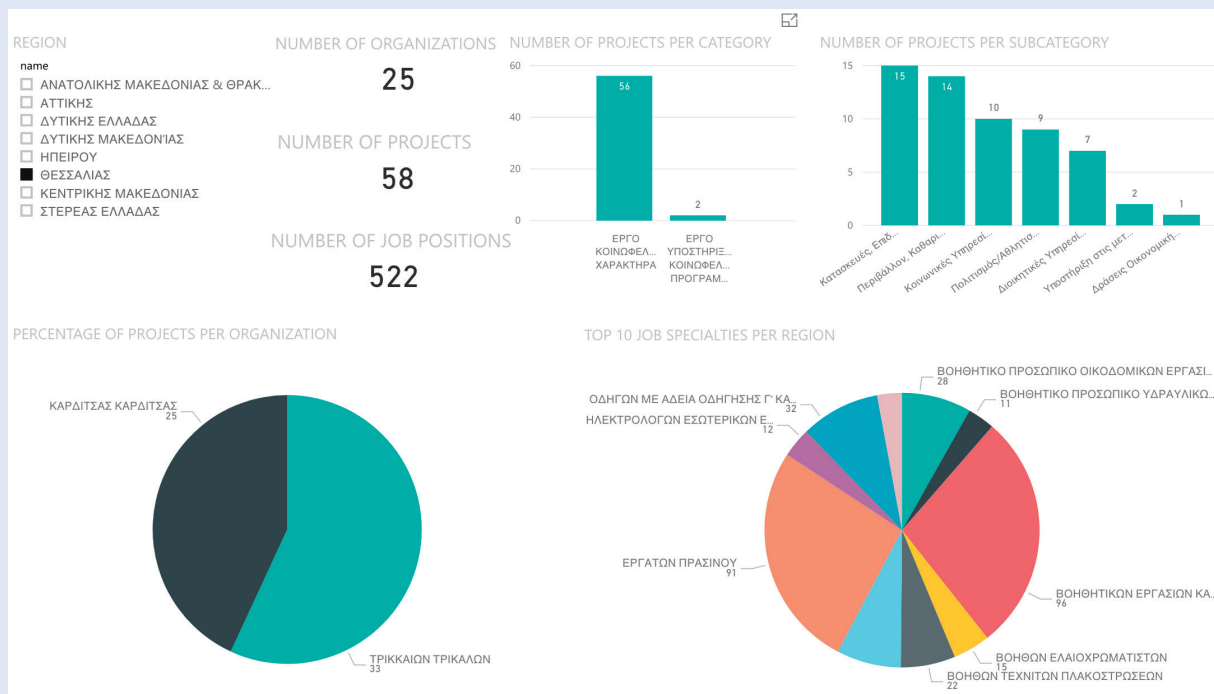 REGION
name
ΑΝΑΤΟΛΙΚΗΣ ΜΑΚΕΔΟΝΙΑΣ & ΘΡΑΚ...
ΑΤΤΙΚΗΣ
ΔΥΤΙΚΗΣ ΕΛΛΑΔΑΣ
ΔΥΤΙΚΗΣ ΜΑΚΕΔΟΝΊΑΣ
ΗΠΕΙΡΟΥ
ΘΕΣΣΑΛΙΑΣ
ΚΕΝΤΡΙΚΗΣ ΜΑΚΕΔΟΝΙΑΣ
ΣΤΕΡΕΑΣ ΕΛΛΑΔΑΣ
NUMBER OF ORGANIZATIONS
25
NUMBER OF PROJECTS
58
NUMBER OF JOB POSITIONS
522
NUMBER OF PROJECTS PER CATEGORY
60
40
20
0
56
2
ΕΡΓΟ
ΚΟΙΝΩΦΕΛ...
ΧΑΡΑΚΤΗΡΑ
ΕΡΓΟ
ΥΠΟΣΤΗΡΙΞ...
ΚΟΙΝΩΦΕΛ...
ΠΡΟΓΡΑΜ...
NUMBER OF PROJECTS PER SUBCATEGORY
15
10
5
0
15
14
10
9
7
2
1
Κατασκευές, Επιδ...
Περιβάλλον, Καθαρι...
Κοινωνικές Υπηρεσί...
Πολιτισμός/Αθλητισ...
Διοικητικές Υπηρεσί...
Υποστήριξη στις μετ...
Δράσεις Οικονομική...
PERCENTAGE OF PROJECTS PER ORGANIZATION
ΚΑΡΔΙΤΣΑΣ ΚΑΡΔΙΤΣΑΣ
25
ΤΡΙΚΚΑΙΩΝ ΤΡΙΚΑΛΩΝ
33
TOP 10 JOB SPECIALTIES PER REGION
ΒΟΗΘΗΤΙΚΟ ΠΡΟΣΩΠΙΚΟ ΟΙΚΟΔΟΜΙΚΩΝ ΕΡΓΑΣΙ...
28
ΒΟΗΘΗΤΙΚΟ ΠΡΟΣΩΠΙΚΟ ΥΔΡΑΥΛΙΚΩ...
11
ΒΟΗΘΗΤΙΚΩΝ ΕΡΓΑΣΙΩΝ ΚΑ...
96
ΒΟΗΘΩΝ ΕΛΑΙΟΧΡΩΜΑΤΙΣΤΩΝ
15
ΒΟΗΘΩΝ ΤΕΧΝΙΤΩΝ ΠΛΑΚΟΣΤΡΩΣΕΩΝ
22
ΕΡΓΑΤΩΝ ΠΡΑΣΙΝΟΥ
91
ΗΛΕΚΤΡΟΛΟΓΩΝ ΕΣΩΤΕΡΙΚΩΝ Ε...
12
ΟΔΗΓΩΝ ΜΕ ΑΔΕΙΑ ΟΔΗΓΗΣΗΣ Γ' ΚΑ...
32